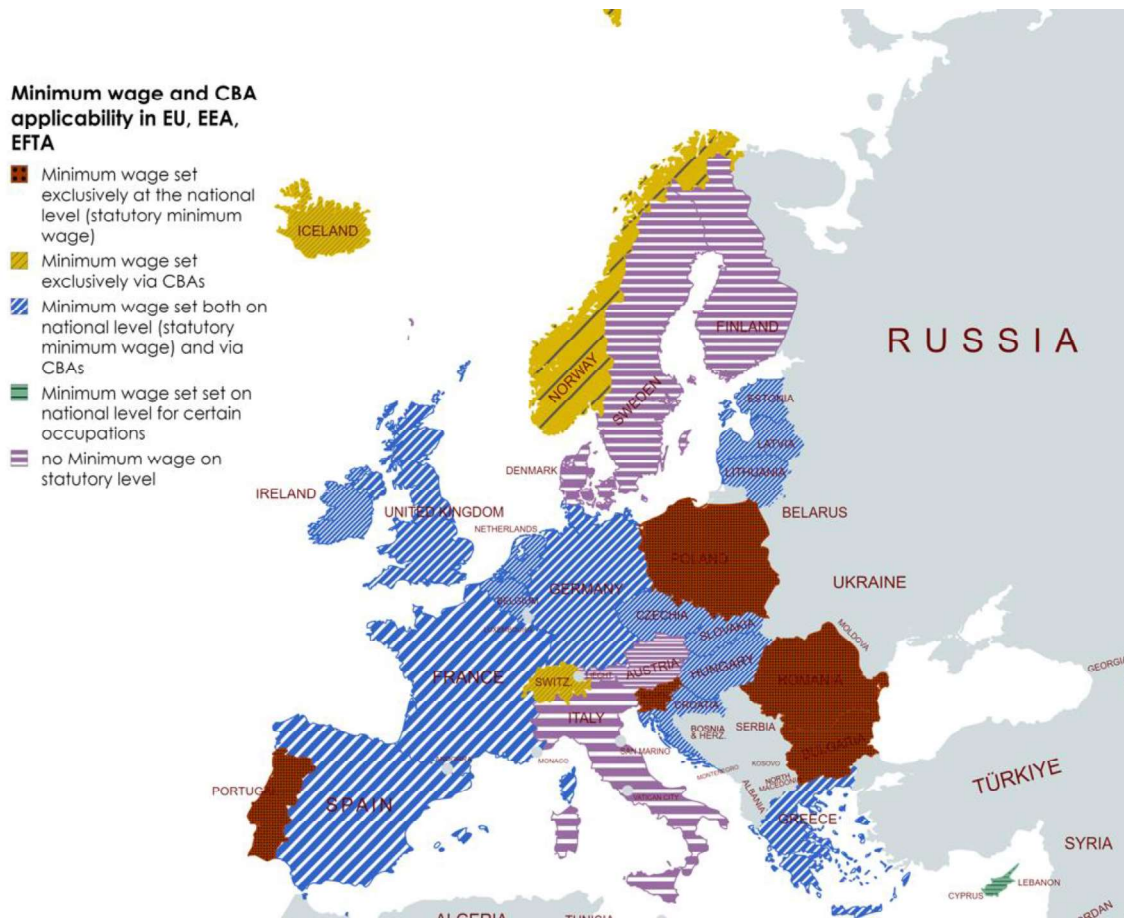 Minimum wage and CBA
applicability in EU, EEA,
EFTA
Minimum wage set
exclusively at the national
level (statutory minimum
wage)
Minimum wage set
exclusively via CBAs
Minimum wage set both on
national level (statutory
minimum wage) and via
CBAs
Minimum wage set set on
national level for certain
occupations
no Minimum wage on
statutory level
ICELAND
RUSSIA
FINLAND
NORWAY
SWEDEN
ESTONIA
LATVIA
DENMARK
LITHUANIA
IRELAND
UNITED KINGDOM
BELARUS
NETHERLANDS
POLAND
UKRAINE
GERMANY
BELGIUM
CZECHIA
SLOVAKIA
MOLDOVA
AUSTRIA
HUNGARY
GEORGIA
FRANCE
SWITZ.
ROMANIA
CROATIA
ITALY
BOSNIA
& HERZ.
SERBIA
SAN MARINO
BULGARIA
MONACO
KOSOVO
MONTENEGRO
NORTH
MACEDONIA
TÜRKIYE
PORTUGAL
SPAIN
VATICAN CITY
ALBANIA
GREECE
SYRIA
CYPRUS
LEBANON
ALGERIA
TUNISIA